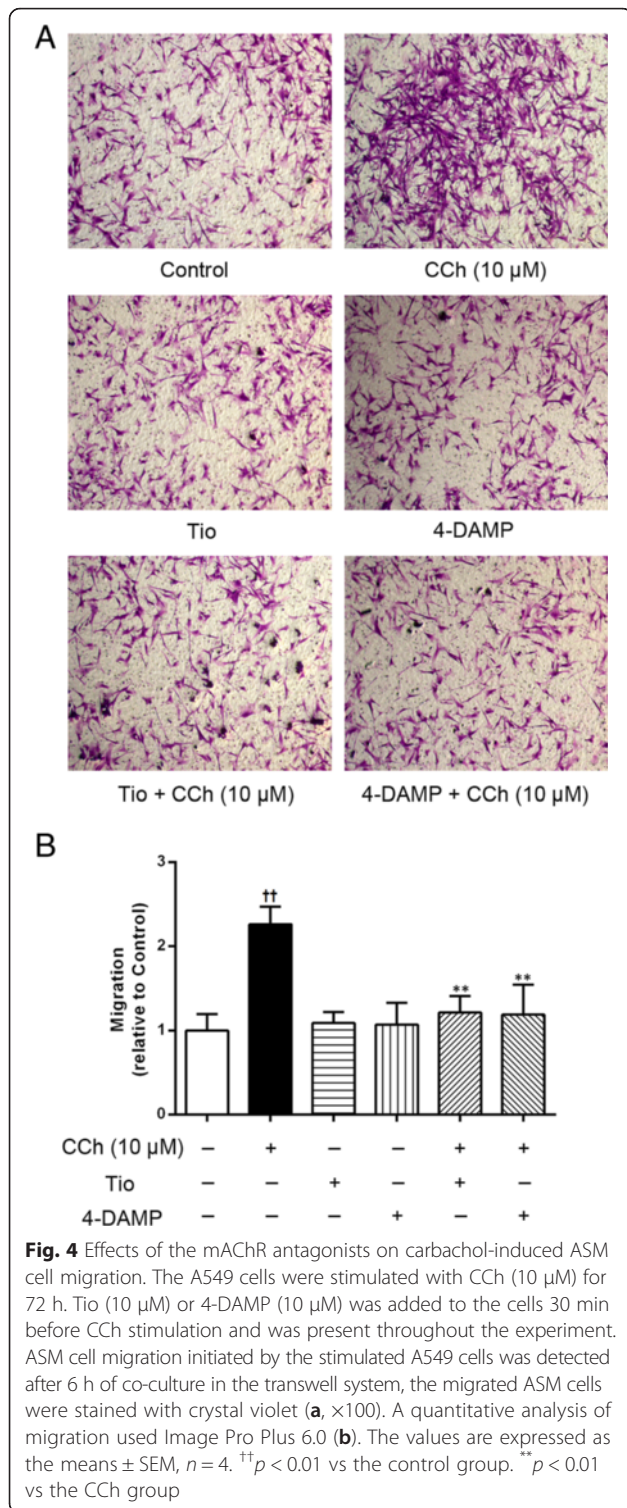 A
Control
CCh (10 μM)
Tio
4-DAMP
Tio + CCh (10 μM)
4-DAMP + CCh (10 μM)
B
Migration
(relative to Control)
3
2
1
0
††
**
**
CCh (10 μM) – + – – + +
Tio – – + – + –
4-DAMP – – – + – +
Fig. 4 Effects of the mAChR antagonists on carbachol-induced ASM
cell migration. The A549 cells were stimulated with CCh (10 μM) for
72 h. Tio (10 μM) or 4-DAMP (10 μM) was added to the cells 30 min
before CCh stimulation and was present throughout the experiment.
ASM cell migration initiated by the stimulated A549 cells was detected
after 6 h of co-culture in the transwell system, the migrated ASM cells
were stained with crystal violet (a, ×100). A quantitative analysis of
migration used Image Pro Plus 6.0 (b). The values are expressed as
the means ± SEM, n = 4. ††p < 0.01 vs the control group. **p < 0.01
vs the CCh group